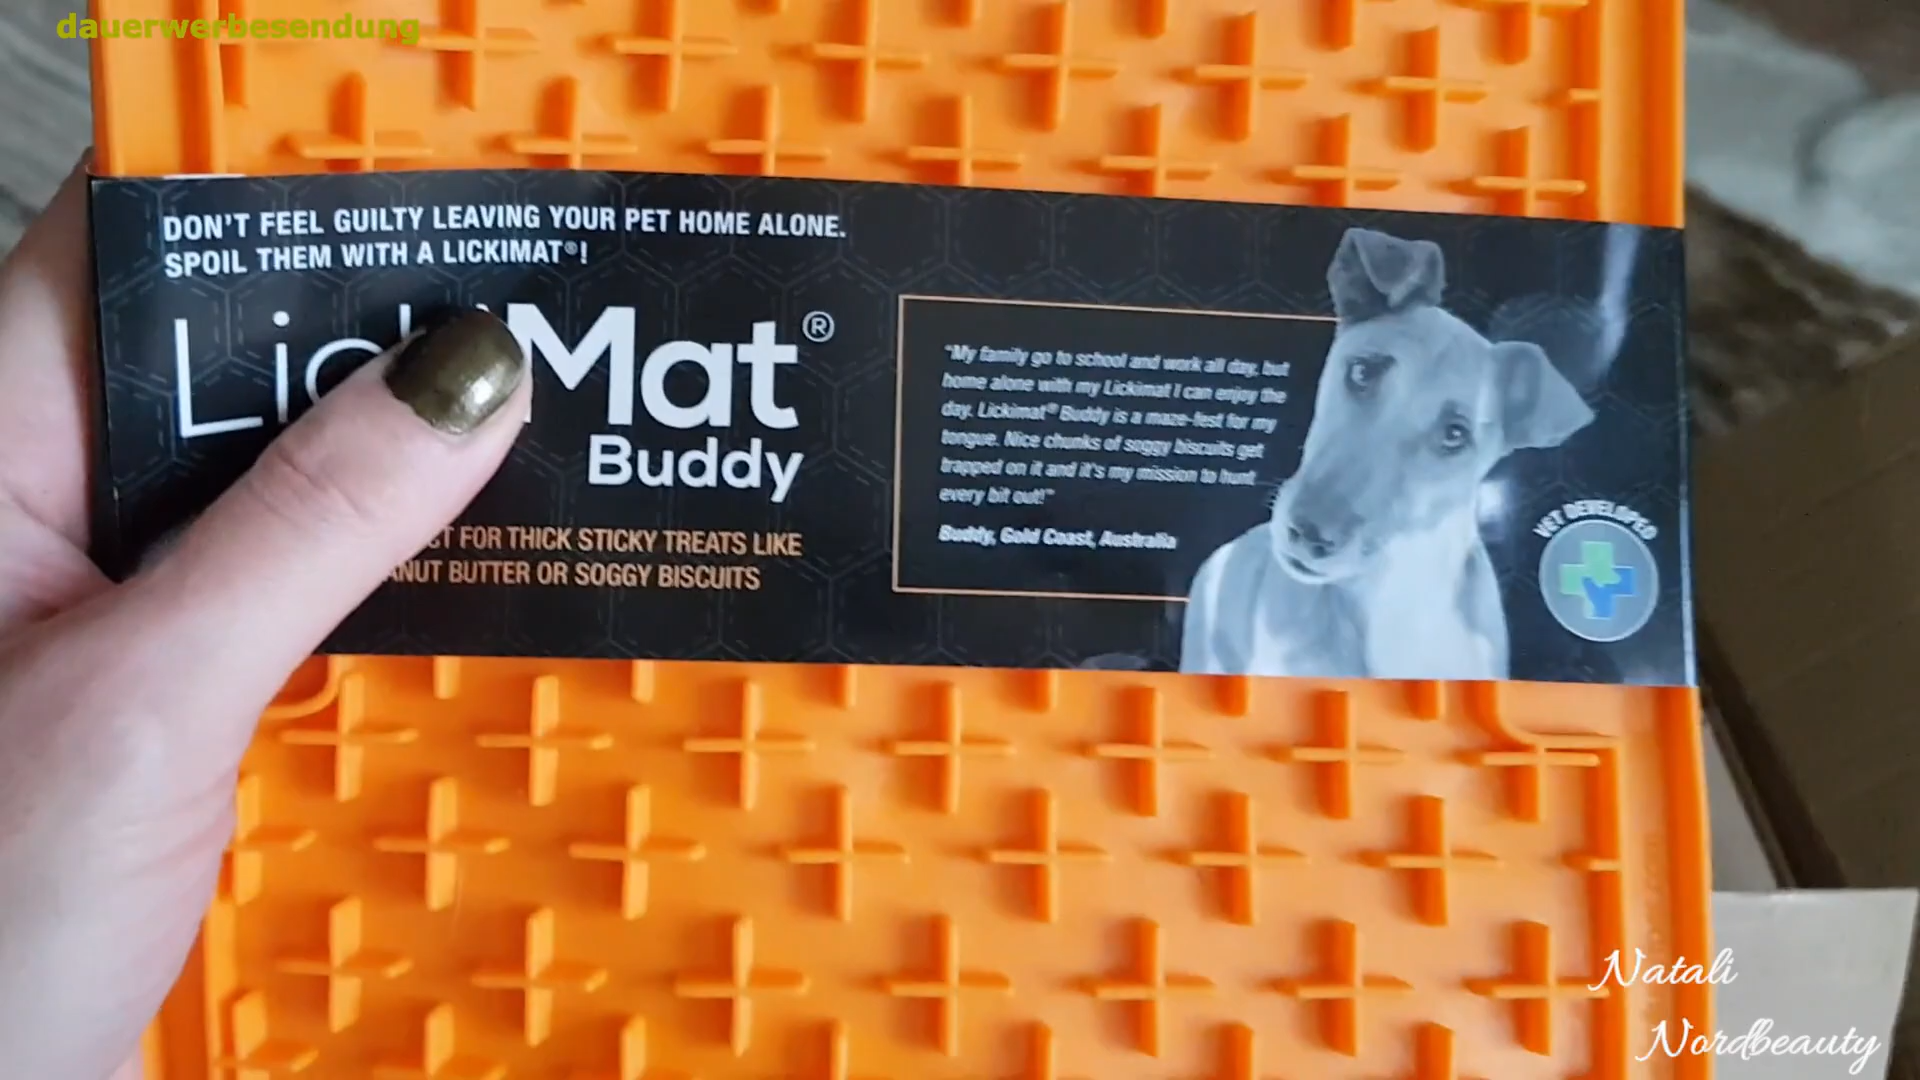 dauerwerbesendung
DON'T FEEL GUILTY LEAVING YOUR PET HOME ALONE.
SPOIL THEM WITH A LICKIMAT®!
Mat®
Buddy
FOR THICK STICKY TREATS LIKE
BUTTER OR SOGGY BISCUITS
"My family go to school and work all day, but
home alone with my Lickimat I can enjoy the
day. Lickimat® Buddy is a maze-fest for my
tongue. Nice chunks of soggy biscuits get
trapped on it and it's my mission to hunt
every bit out!"
Buddy, Gold Coast, Australia
VET DEVELOPED
Natali
Nordbeauty